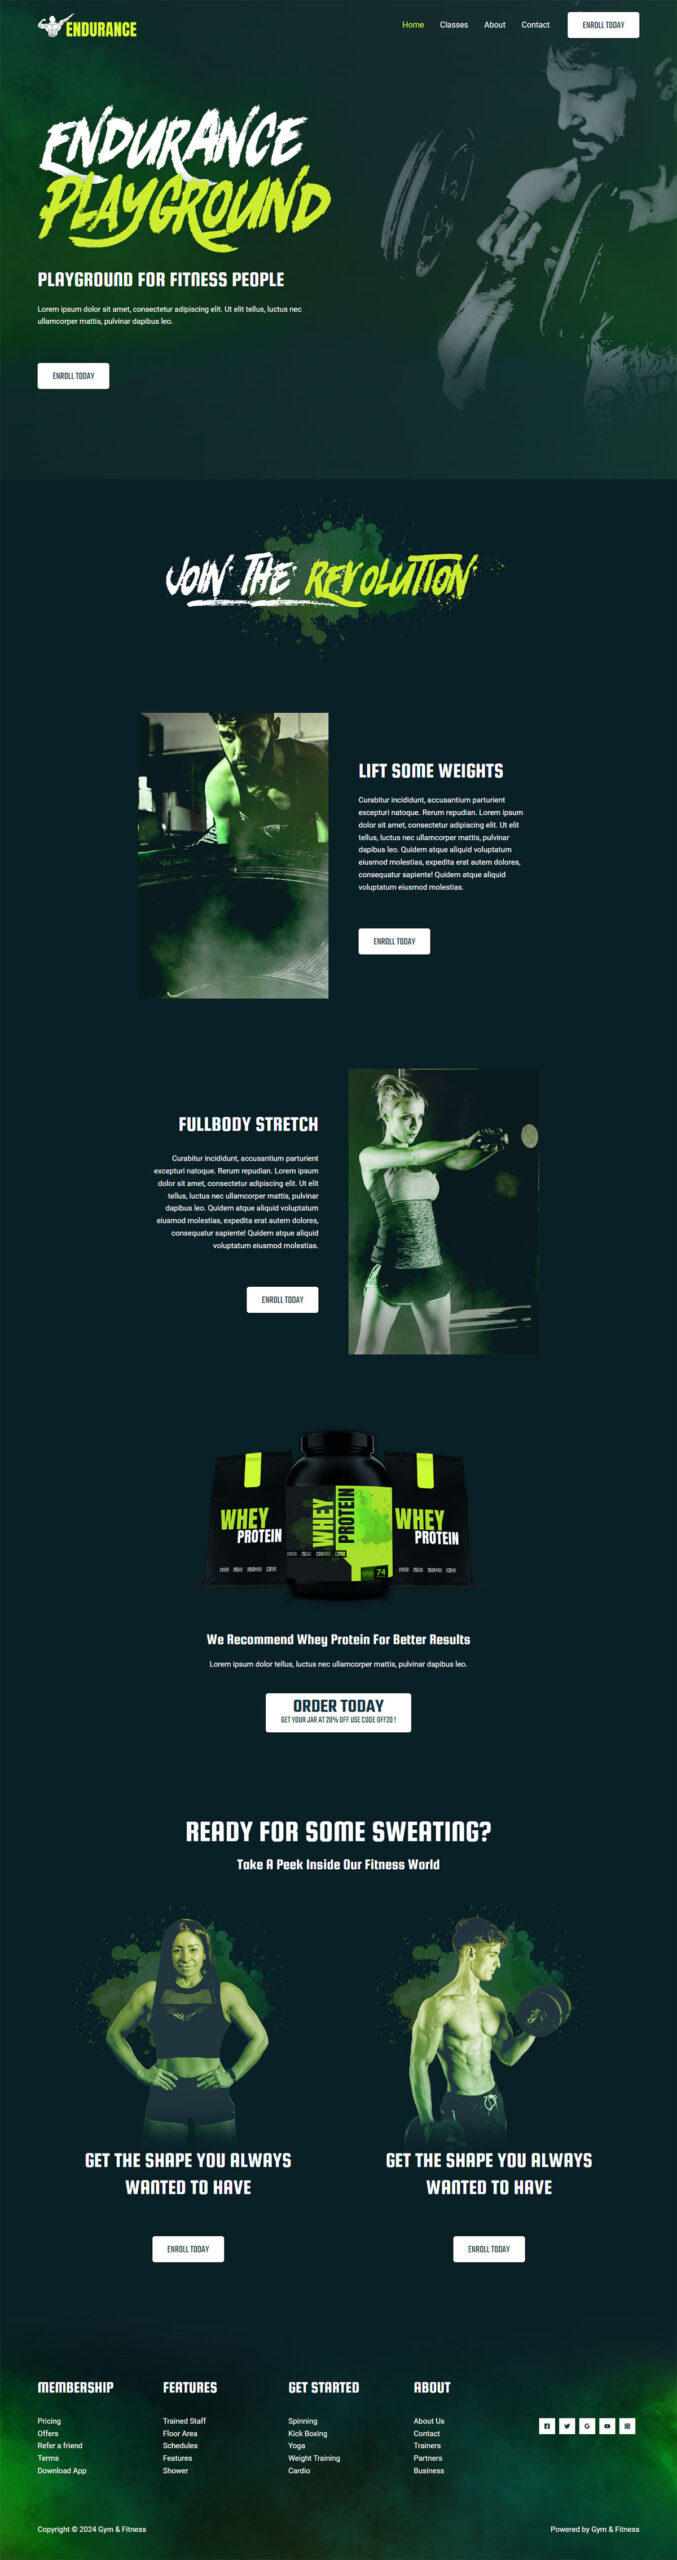 ENDURANCE
Home Classes About Contact ENROLL TODAY
ENDURANCE
PLAYGROUND
PLAYGROUND FOR FITNESS PEOPLE
Lorem ipsum dolor sit amet, consectetur adipiscing elit. Ut elit tellus, luctus nec
ullamcorper mattis, pulvinar dapibus leo.
ENROLL TODAY
JOIN THE REVOLUTION
LIFT SOME WEIGHTS
Curabitur incididunt, accusantium parturient
excepturi natoque. Rerum repudian. Lorem ipsum
dolor sit amet, consectetur adipiscing elit. Ut elit
tellus, luctus nec ullamcorper mattis, pulvinar
dapibus leo. Quidem atque aliquid voluptatum
eiusmod molestias, expedita erat autem dolores,
consequatur sapiente! Quidem atque aliquid
voluptatum eiusmod molestias.
ENROLL TODAY
FULLBODY STRETCH
Curabitur incididunt, accusantium parturient
excepturi natoque. Rerum repudian. Lorem ipsum
dolor sit amet, consectetur adipiscing elit. Ut elit
tellus, luctus nec ullamcorper mattis, pulvinar
dapibus leo. Quidem atque aliquid voluptatum
eiusmod molestias, expedita erat autem dolores,
consequatur sapiente! Quidem atque aliquid
voluptatum eiusmod molestias.
ENROLL TODAY
WHEY
PROTEIN
WHEY
PROTEIN
74
WHEY
PROTEIN
We Recommend Whey Protein For Better Results
Lorem ipsum dolor tellus, luctus nec ullamcorper mattis, pulvinar dapibus leo.
ORDER TODAY
GET YOUR JAR AT 20% OFF USE CODE OFF20 !
READY FOR SOME SWEATING?
Take A Peek Inside Our Fitness World
GET THE SHAPE YOU ALWAYS
WANTED TO HAVE
ENROLL TODAY
GET THE SHAPE YOU ALWAYS
WANTED TO HAVE
ENROLL TODAY
MEMBERSHIP
Pricing
Offers
Refer a friend
Terms
Download App
FEATURES
Trained Staff
Floor Area
Schedules
Features
Shower
GET STARTED
Spinning
Kick Boxing
Yoga
Weight Training
Cardio
ABOUT
About Us
Contact
Trainers
Partners
Business
Copyright © 2024 Gym & Fitness
Powered by Gym & Fitness